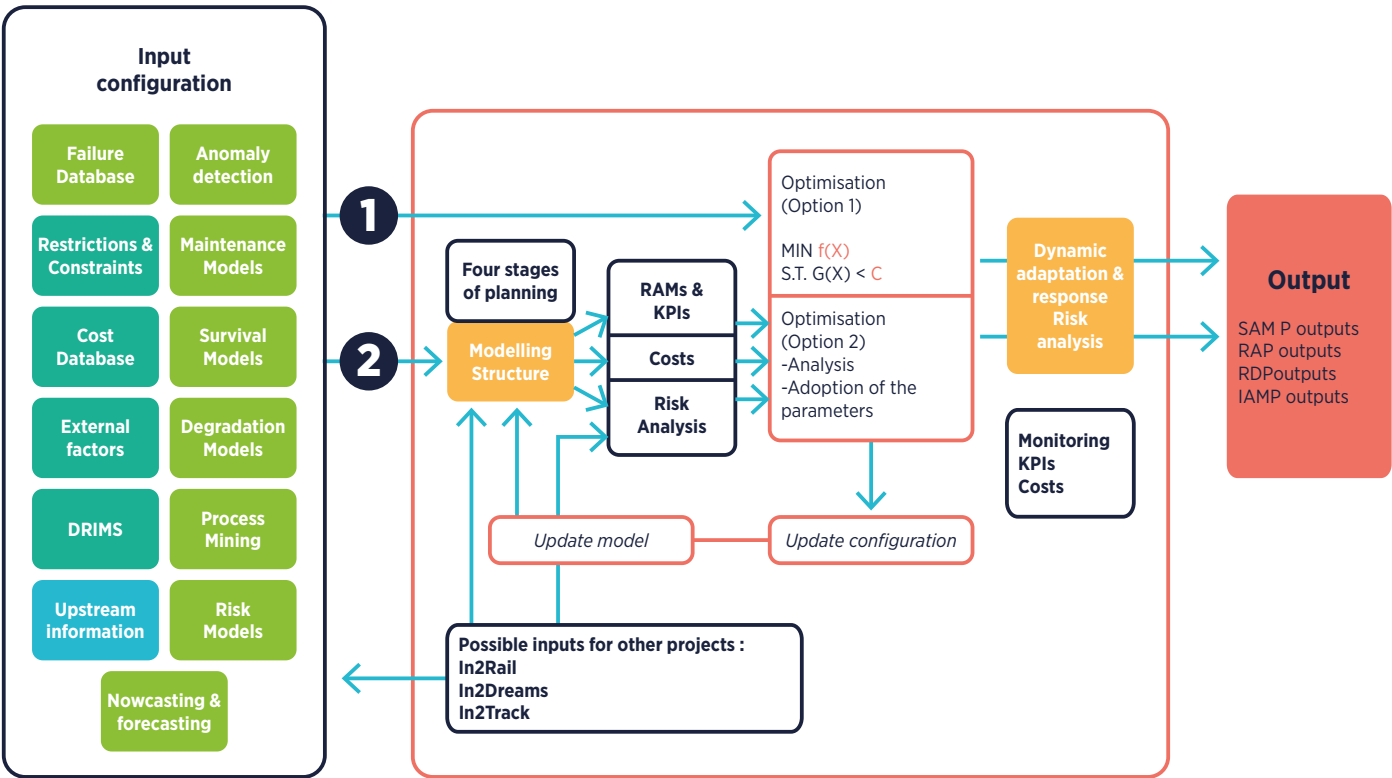 Input
configuration
Failure
Database
Anomaly
detection
Restrictions &
Constraints
Maintenance
Models
Cost
Database
Survival
Models
External
factors
Degradation
Models
DRIMS
Process
Mining
Upstream
information
Risk
Models
Nowcasting &
forecasting
1
2
Four stages
of planning
Modelling
Structure
RAMs &
KPIs
Costs
Risk
Analysis
Optimisation
(Option 1)
MIN f(X)
S.T. G(X) < C
Optimisation
(Option 2)
-Analysis
-Adoption of the
parameters
Update model
Update configuration
Possible inputs for other projects :
In2Rail
In2Dreams
In2Track
Dynamic
adaptation &
response
Risk
analysis
Monitoring
KPIs
Costs
Output
SAM P outputs
RAP outputs
RDPoutputs
IAMP outputs